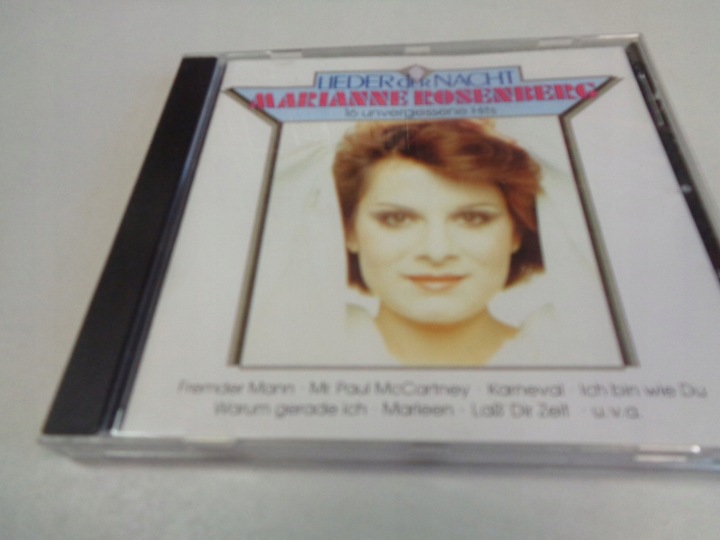 LIEDER DER NACHT
MARIANNE ROSENBERG
16 unvergessene Hits
Fremder Mann · Mr. Paul McCartney · Karneval · Ich bin wie Du
Warum gerade ich · Marleen · Laß' Dir Zeit · u.v.a.